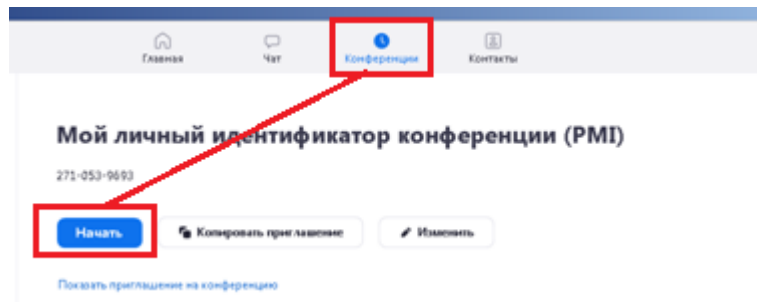 Главная Чат Конференции Контакты
Мой личный идентификатор конференции (PMI)
271-053-9693
Начать Копировать приглашение Изменить
Показать приглашение на конференцию